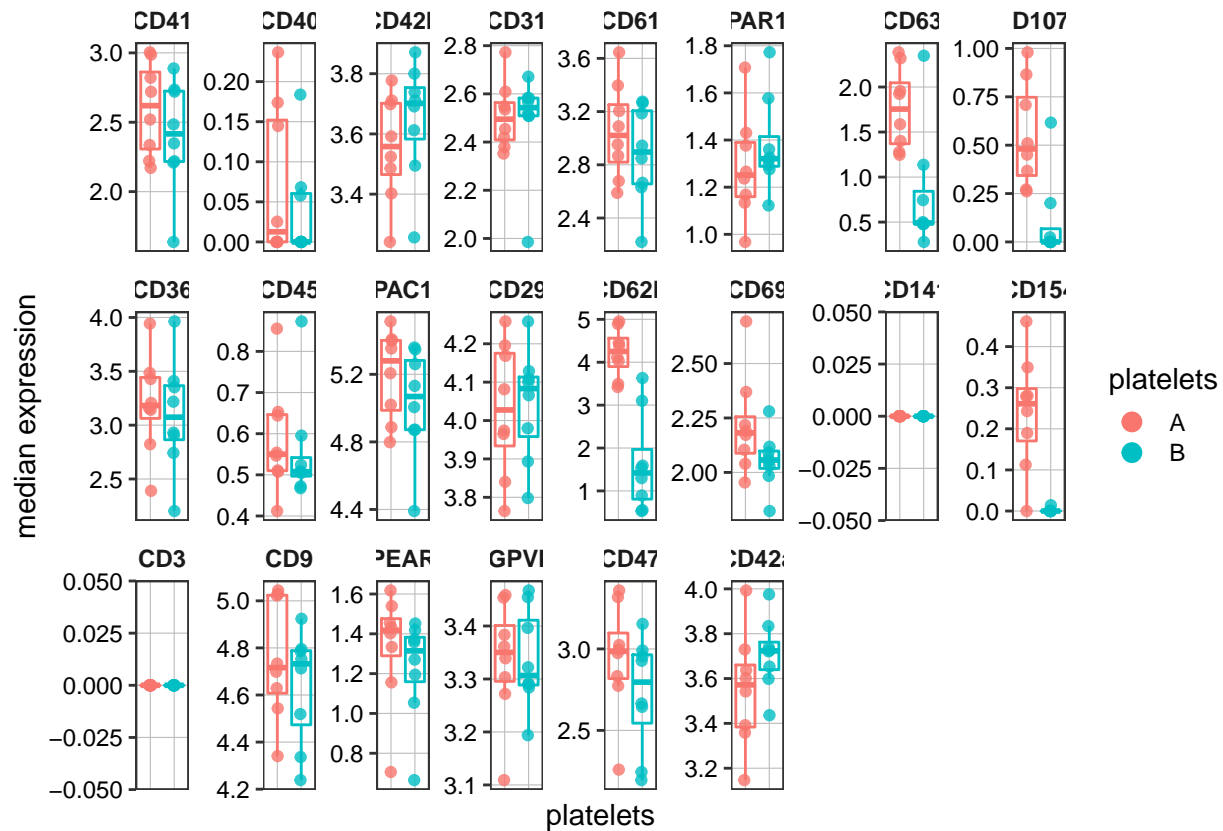 CD41 CD40 CD42 CD31 CD61 PAR1 CD63 D107
3.0 2.5 2.0
0.20 0.15 0.10 0.05 0.00
3.8 3.6 3.4
2.8 2.6 2.4 2.2 2.0
3.6 3.2 2.8 2.4
1.8 1.6 1.4 1.2 1.0
2.0 1.5 1.0 0.5
1.00 0.75 0.50 0.25 0.00
CD36 CD45 PAC1 CD29 CD62 CD69 CD141 CD154
4.0 3.5 3.0 2.5
0.8 0.7 0.6 0.5 0.4
5.2 4.8 4.4
4.2 4.1 4.0 3.9 3.8
5 4 3 2 1
2.50 2.25 2.00
0.050 0.025 0.000 −0.025 −0.050
0.4 0.3 0.2 0.1 0.0
CD3 CD9 PEAR GPVI CD47 CD42a
0.050 0.025 0.000 −0.025 −0.050
5.0 4.8 4.6 4.4 4.2
1.6 1.4 1.2 1.0 0.8
3.4 3.3 3.2 3.1
3.0 2.5
4.0 3.8 3.6 3.4 3.2
median expression
platelets
platelets
A
B